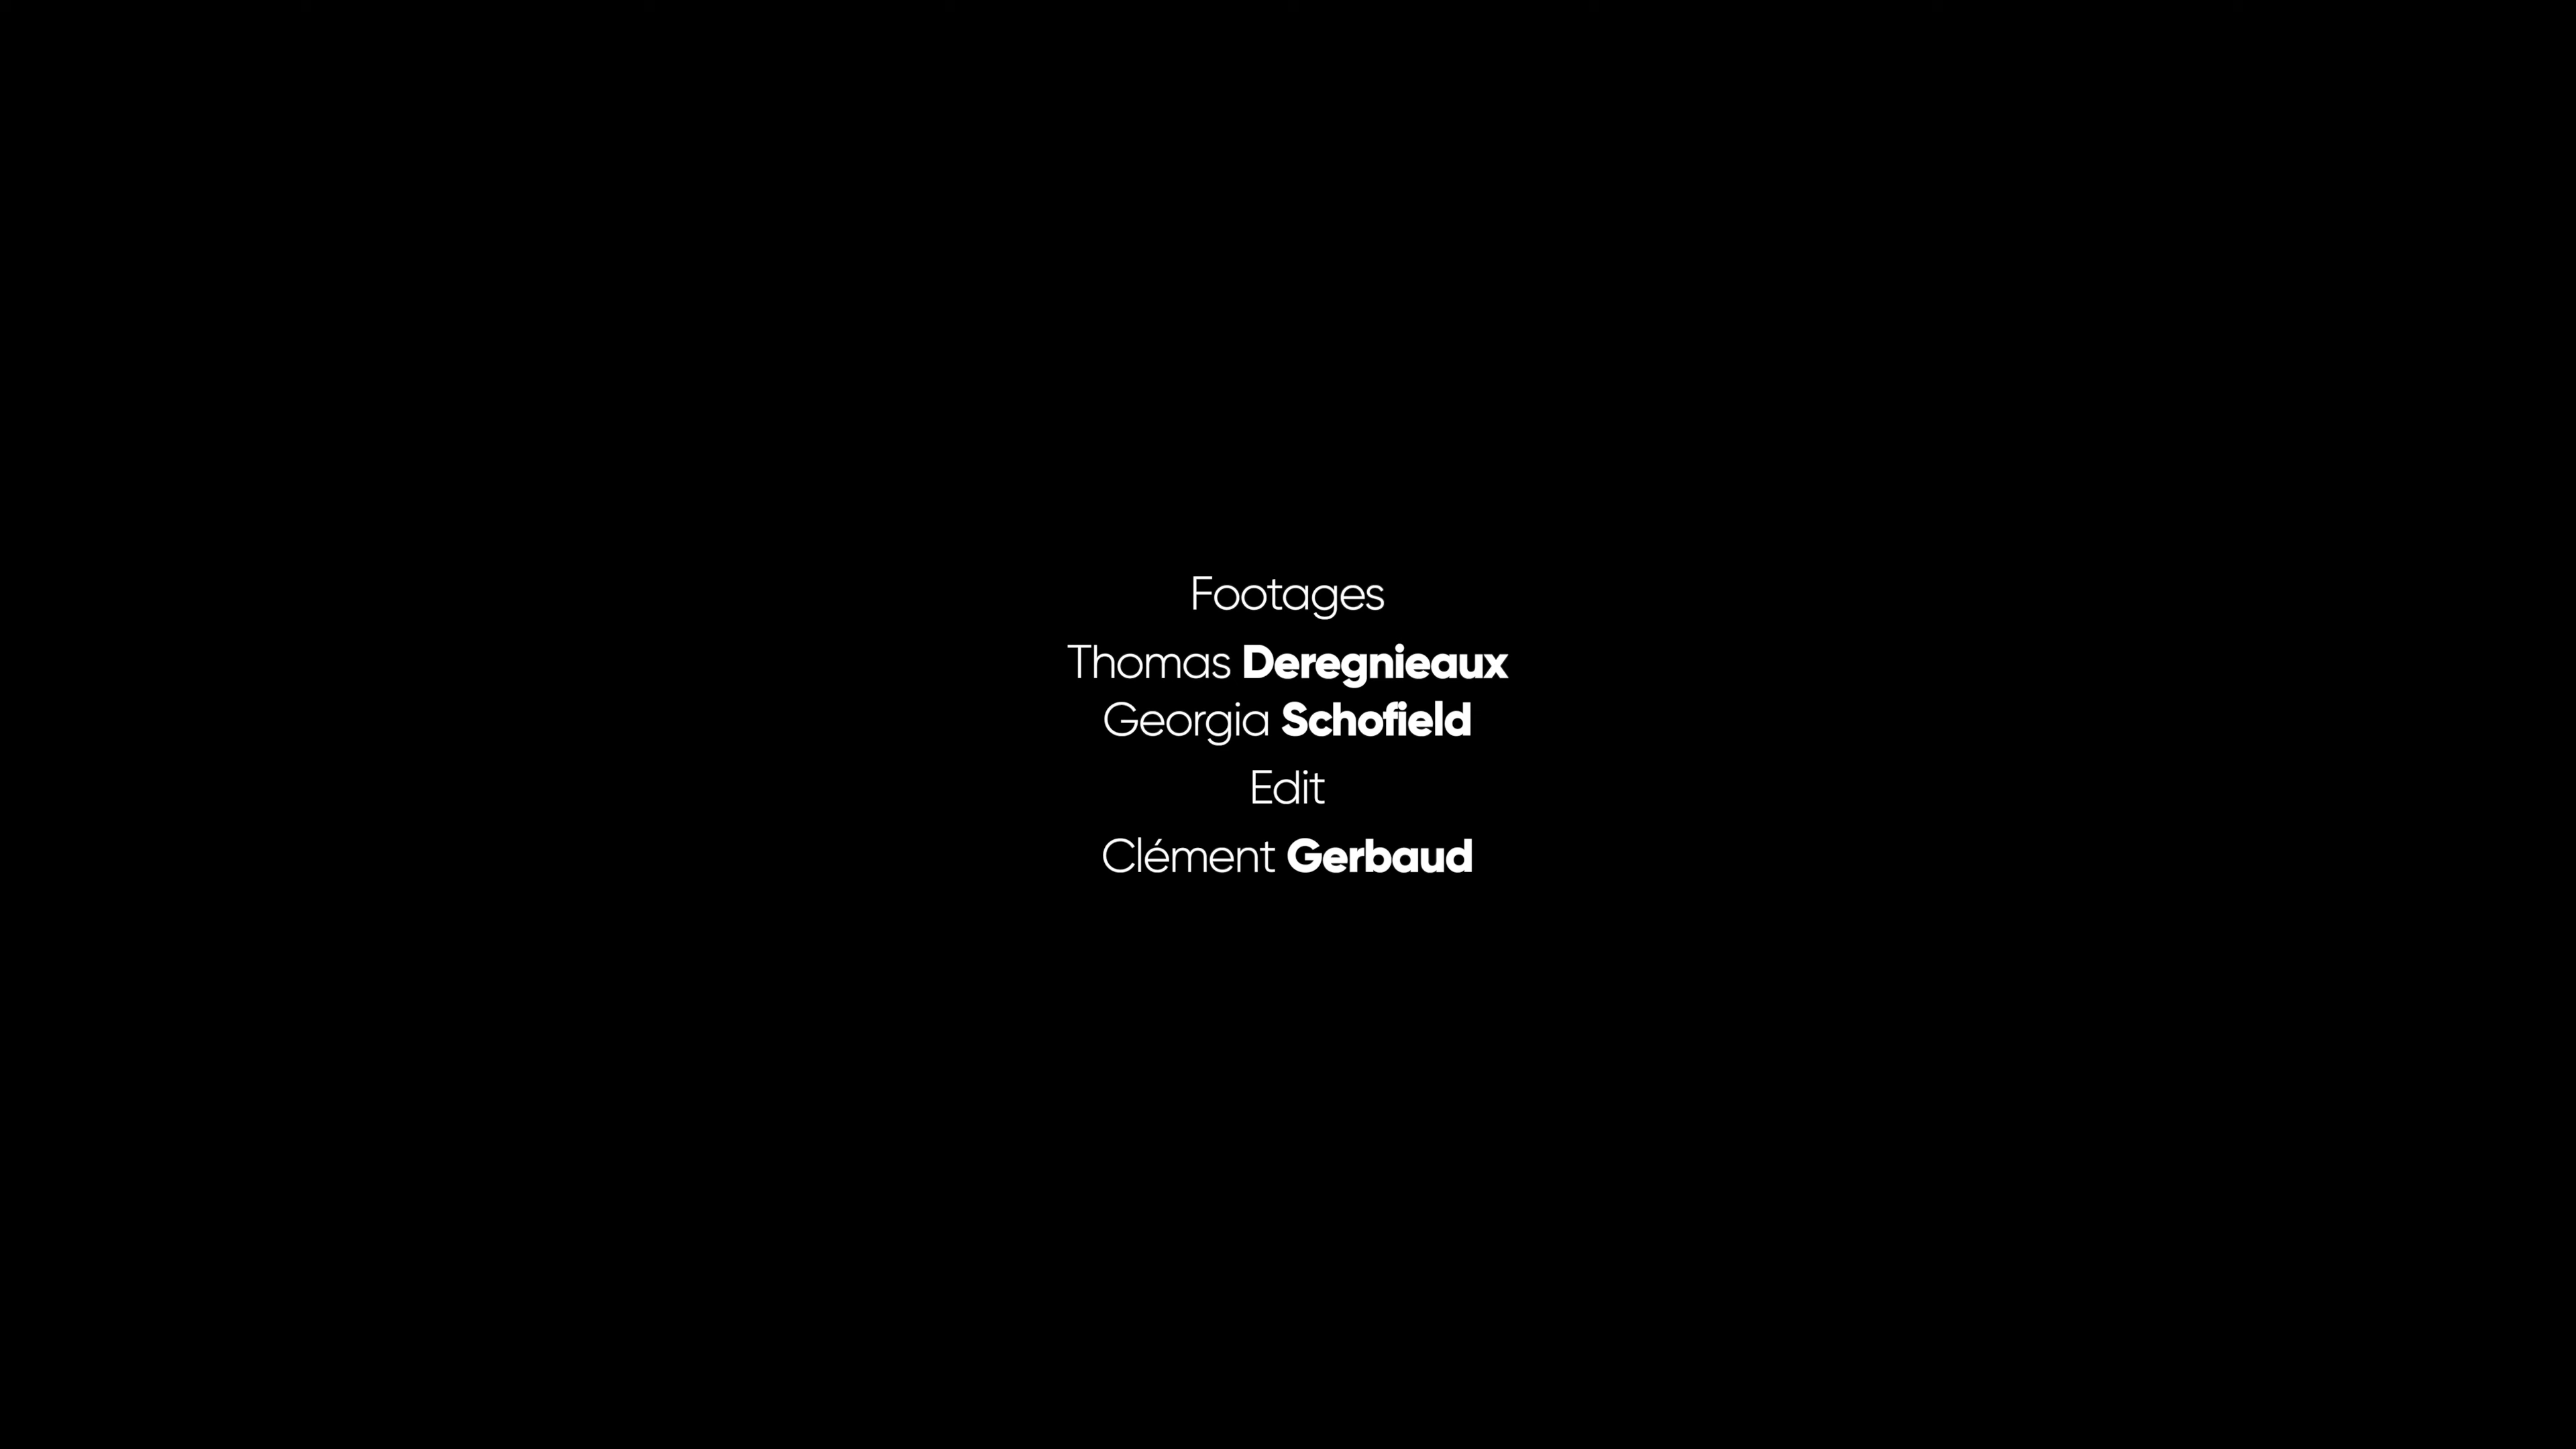 Footages
Thomas Deregnieaux
Georgia Schofield
Edit
Clément Gerbaud